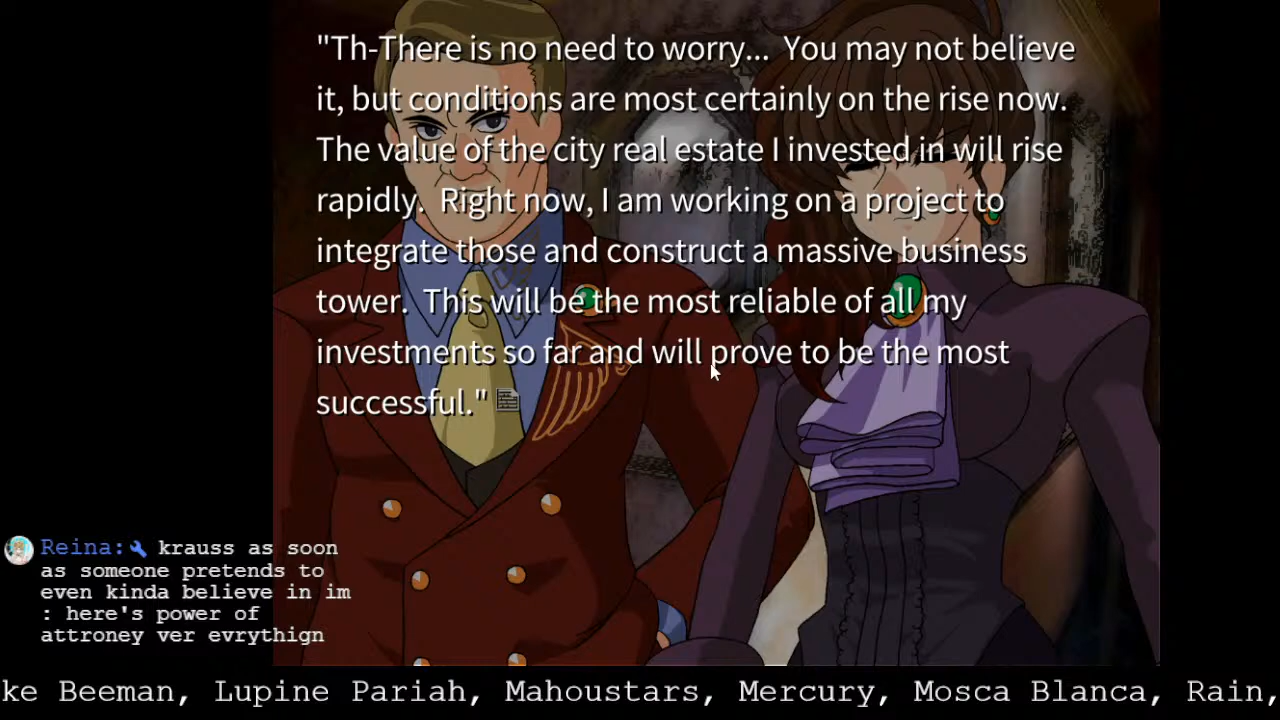 "Th-There is no need to worry...  You may not believe
it, but conditions are most certainly on the rise now.
The value of the city real estate I invested in will rise
rapidly.  Right now, I am working on a project to
integrate those and construct a massive business
tower.  This will be the most reliable of all my
investments so far and will prove to be the most
successful."
Reina: krauss as soon
as someone pretends to
even kinda believe in im
: here's power of
attroney ver evrythign
ke Beeman, Lupine Pariah, Mahoustars, Mercury, Mosca Blanca, Rain,